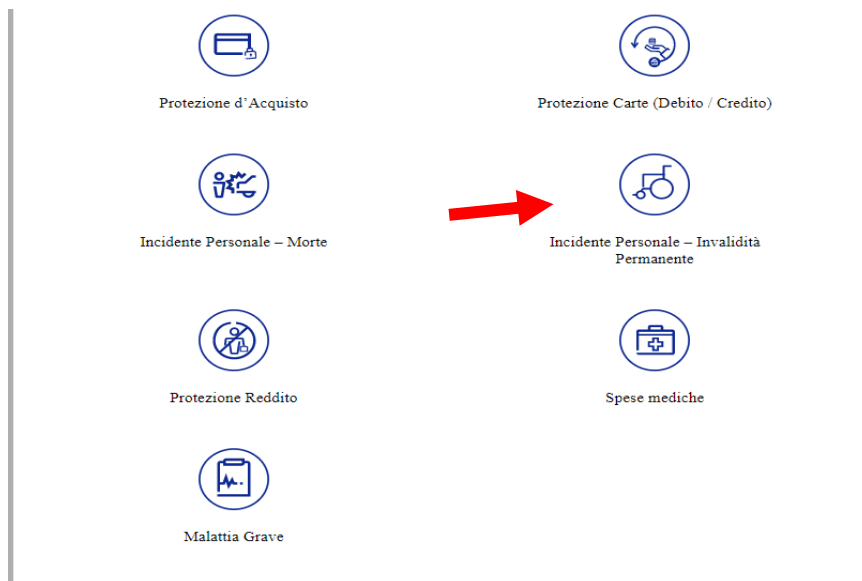 Protezione d’Acquisto
Protezione Carte (Debito / Credito)
Incidente Personale – Morte
Incidente Personale – Invalidità
Permanente
Protezione Reddito
Spese mediche
Malattia Grave